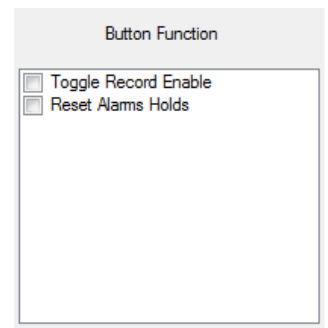 Button Function
Toggle Record Enable
Reset Alarms Holds